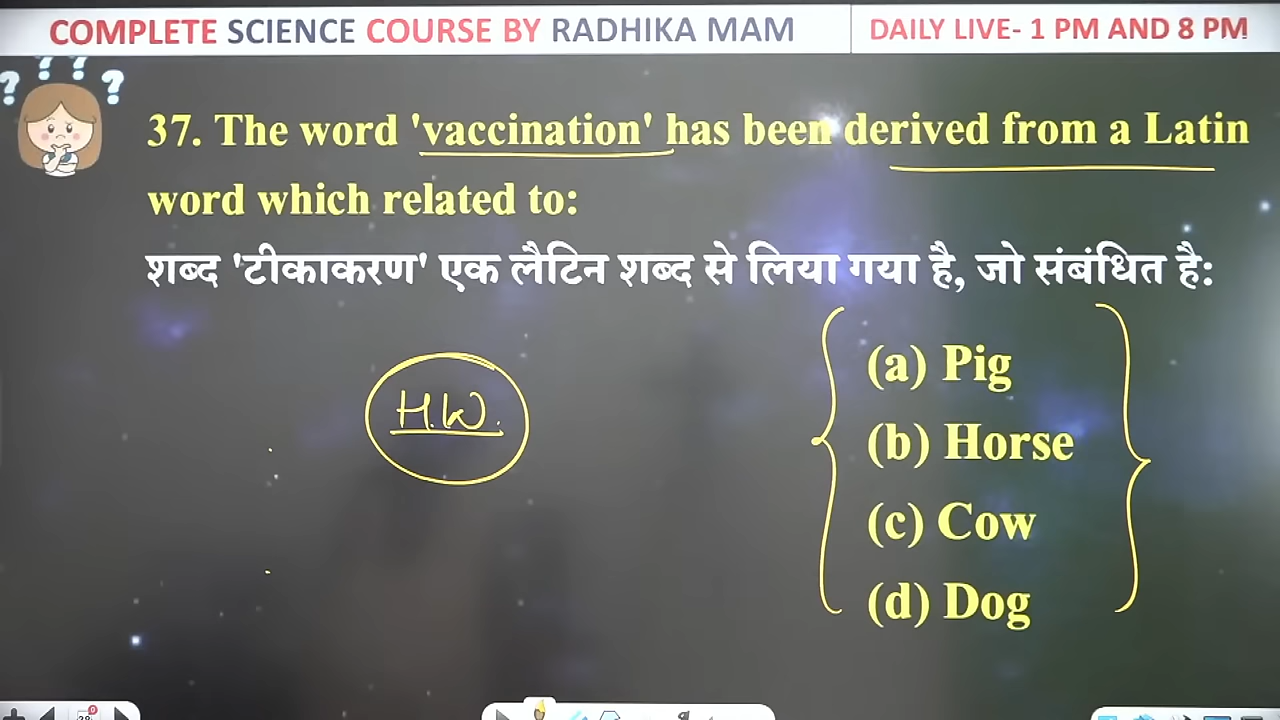 COMPLETE SCIENCE COURSE BY RADHIKA MAM
DAILY LIVE- 1 PM AND 8 PM
37. The word 'vaccination' has been derived from a Latin
word which related to:
शब्द 'टीकाकरण' एक लैटिन शब्द से लिया गया है, जो संबंधित है:
H.W.
(a) Pig
(b) Horse
(c) Cow
(d) Dog